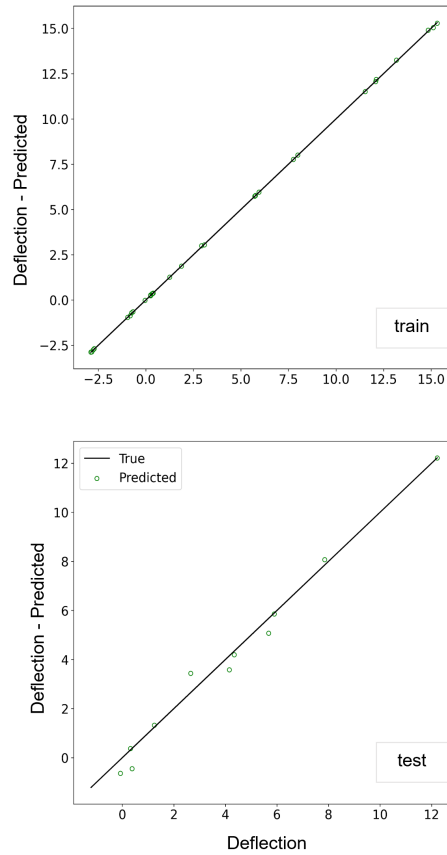 Deflection - Predicted
15.0
12.5
10.0
7.5
5.0
2.5
0.0
−2.5
train
−2.5 0.0 2.5 5.0 7.5 10.0 12.5 15.0
True
Predicted
Deflection - Predicted
12
10
8
6
4
2
0
test
0 2 4 6 8 10 12
Deflection